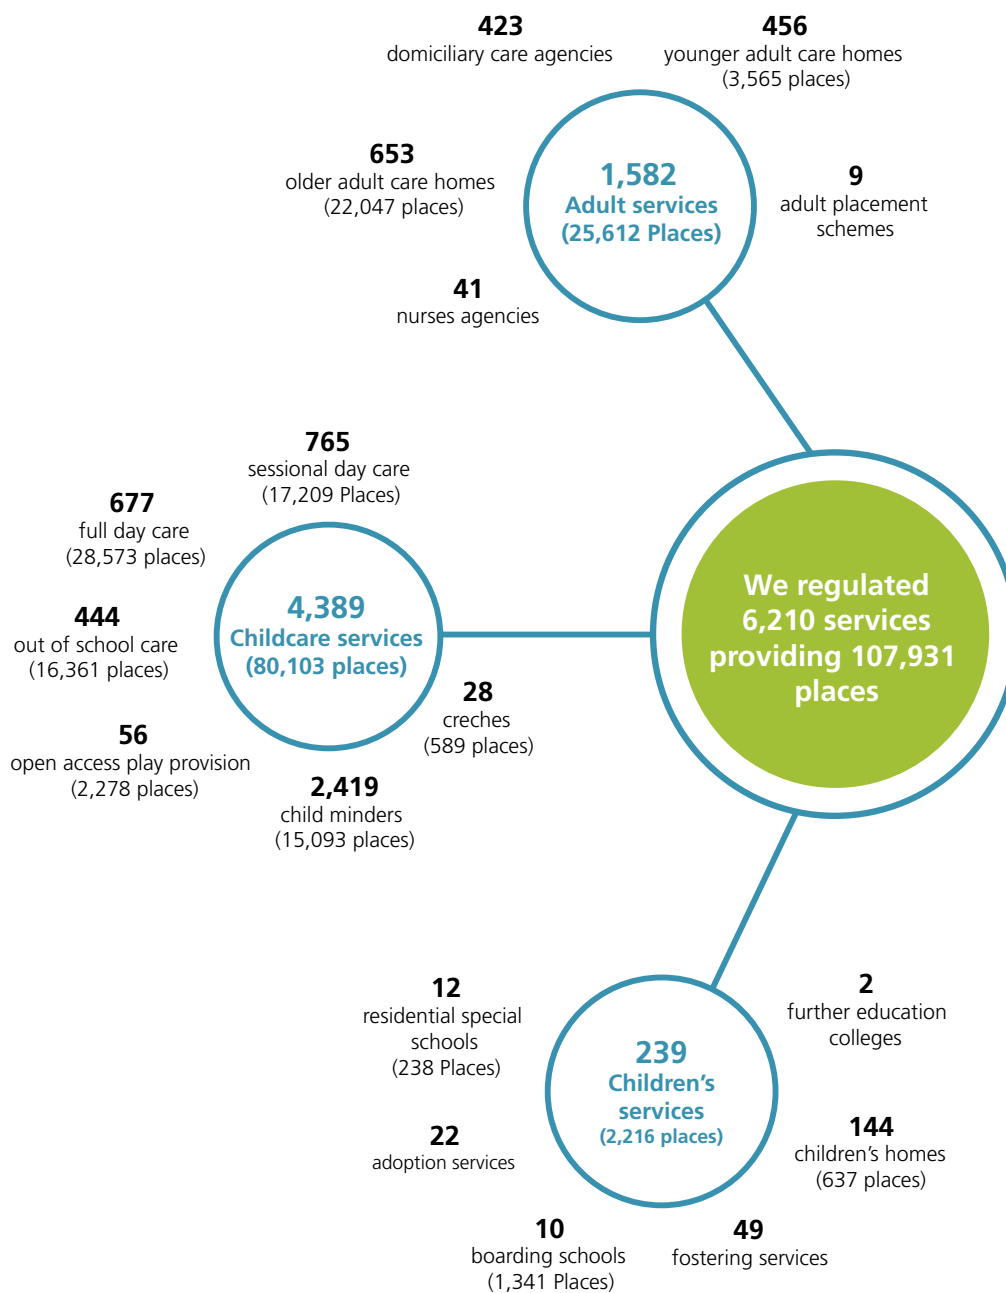 423
domiciliary care agencies
456
younger adult care homes
(3,565 places)
653
older adult care homes
(22,047 places)
1,582
Adult services
(25,612 Places)
9
adult placement
schemes
41
nurses agencies
765
sessional day care
(17,209 Places)
677
full day care
(28,573 places)
444
out of school care
(16,361 places)
4,389
Childcare services
(80,103 places)
We regulated
6,210 services
providing 107,931
places
28
creches
(589 places)
56
open access play provision
(2,278 places)
2,419
child minders
(15,093 places)
12
residential special
schools
(238 Places)
2
further education
colleges
239
Children’s
services
(2,216 places)
22
adoption services
144
children’s homes
(637 places)
10
boarding schools
(1,341 Places)
49
fostering services